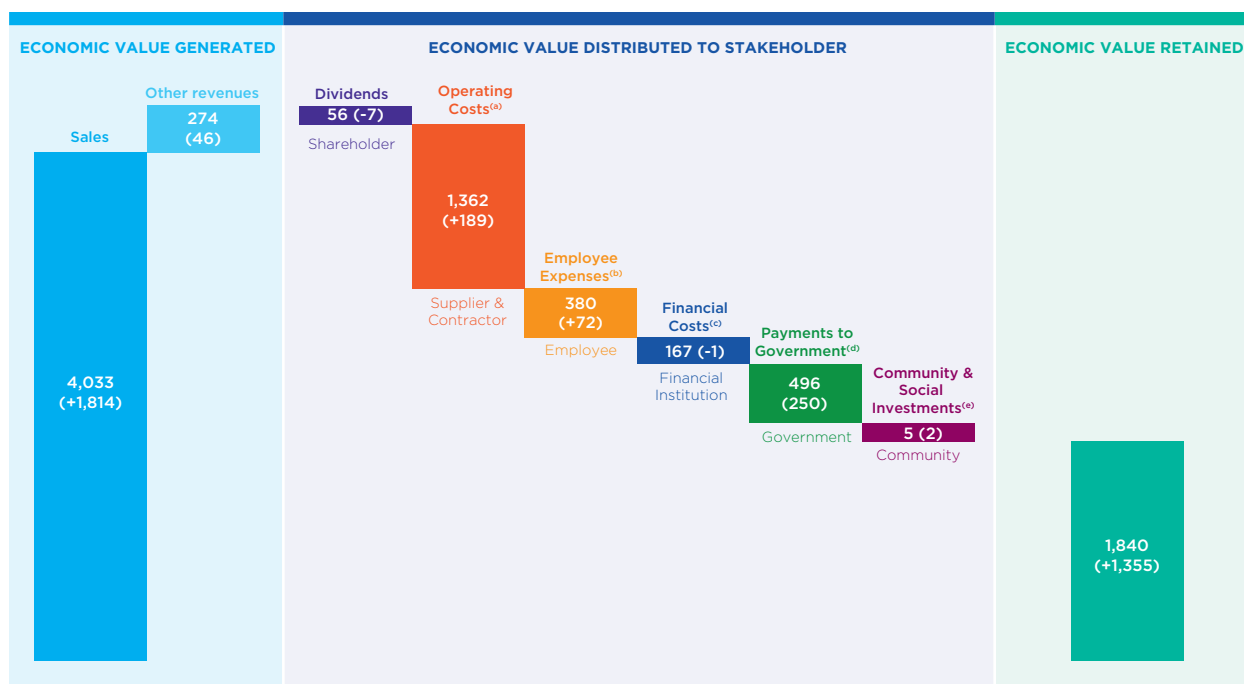 ECONOMIC VALUE GENERATED
Sales
4,033
(+1,814)
Other revenues
274
(46)
ECONOMIC VALUE DISTRIBUTED TO STAKEHOLDER
Dividends
56 (-7)
Shareholder
Operating
Costs(a)
1,362
(+189)
Supplier &
Contractor
Employee
Expenses(b)
380
(+72)
Employee
Financial
Costs(c)
167 (-1)
Financial
Institution
Payments to
Government(d)
496
(250)
Government
Community &
Social
Investments(e)
5 (2)
Community
ECONOMIC VALUE RETAINED
1,840
(+1,355)